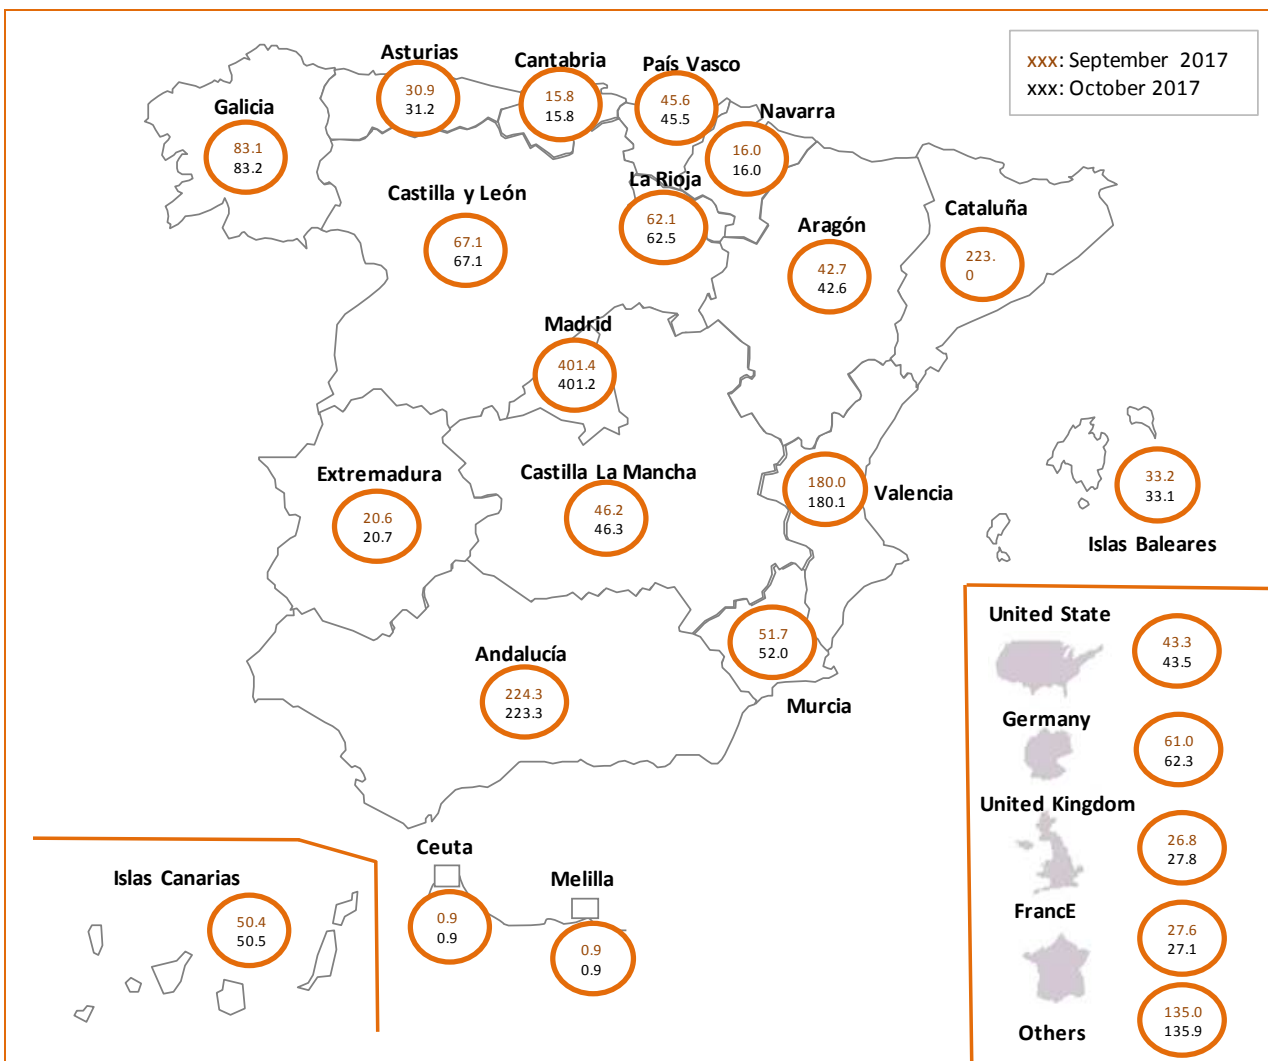 xxx: September 2017
xxx: October 2017
Asturias
30.9
31.2
Cantabria
15.8
15.8
País Vasco
45.6
45.5
Navarra
16.0
16.0
Galicia
83.1
83.2
Castilla y León
67.1
67.1
La Rioja
62.1
62.5
Aragón
42.7
42.6
Cataluña
223.
0
Madrid
401.4
401.2
Extremadura
20.6
20.7
Castilla La Mancha
46.2
46.3
180.0
180.1
Valencia
33.2
33.1
Islas Baleares
51.7
52.0
Murcia
Andalucía
224.3
223.3
United State
43.3
43.5
Germany
61.0
62.3
United Kingdom
26.8
27.8
FrancE
27.6
27.1
Others
135.0
135.9
Islas Canarias
50.4
50.5
Ceuta
0.9
0.9
Melilla
0.9
0.9